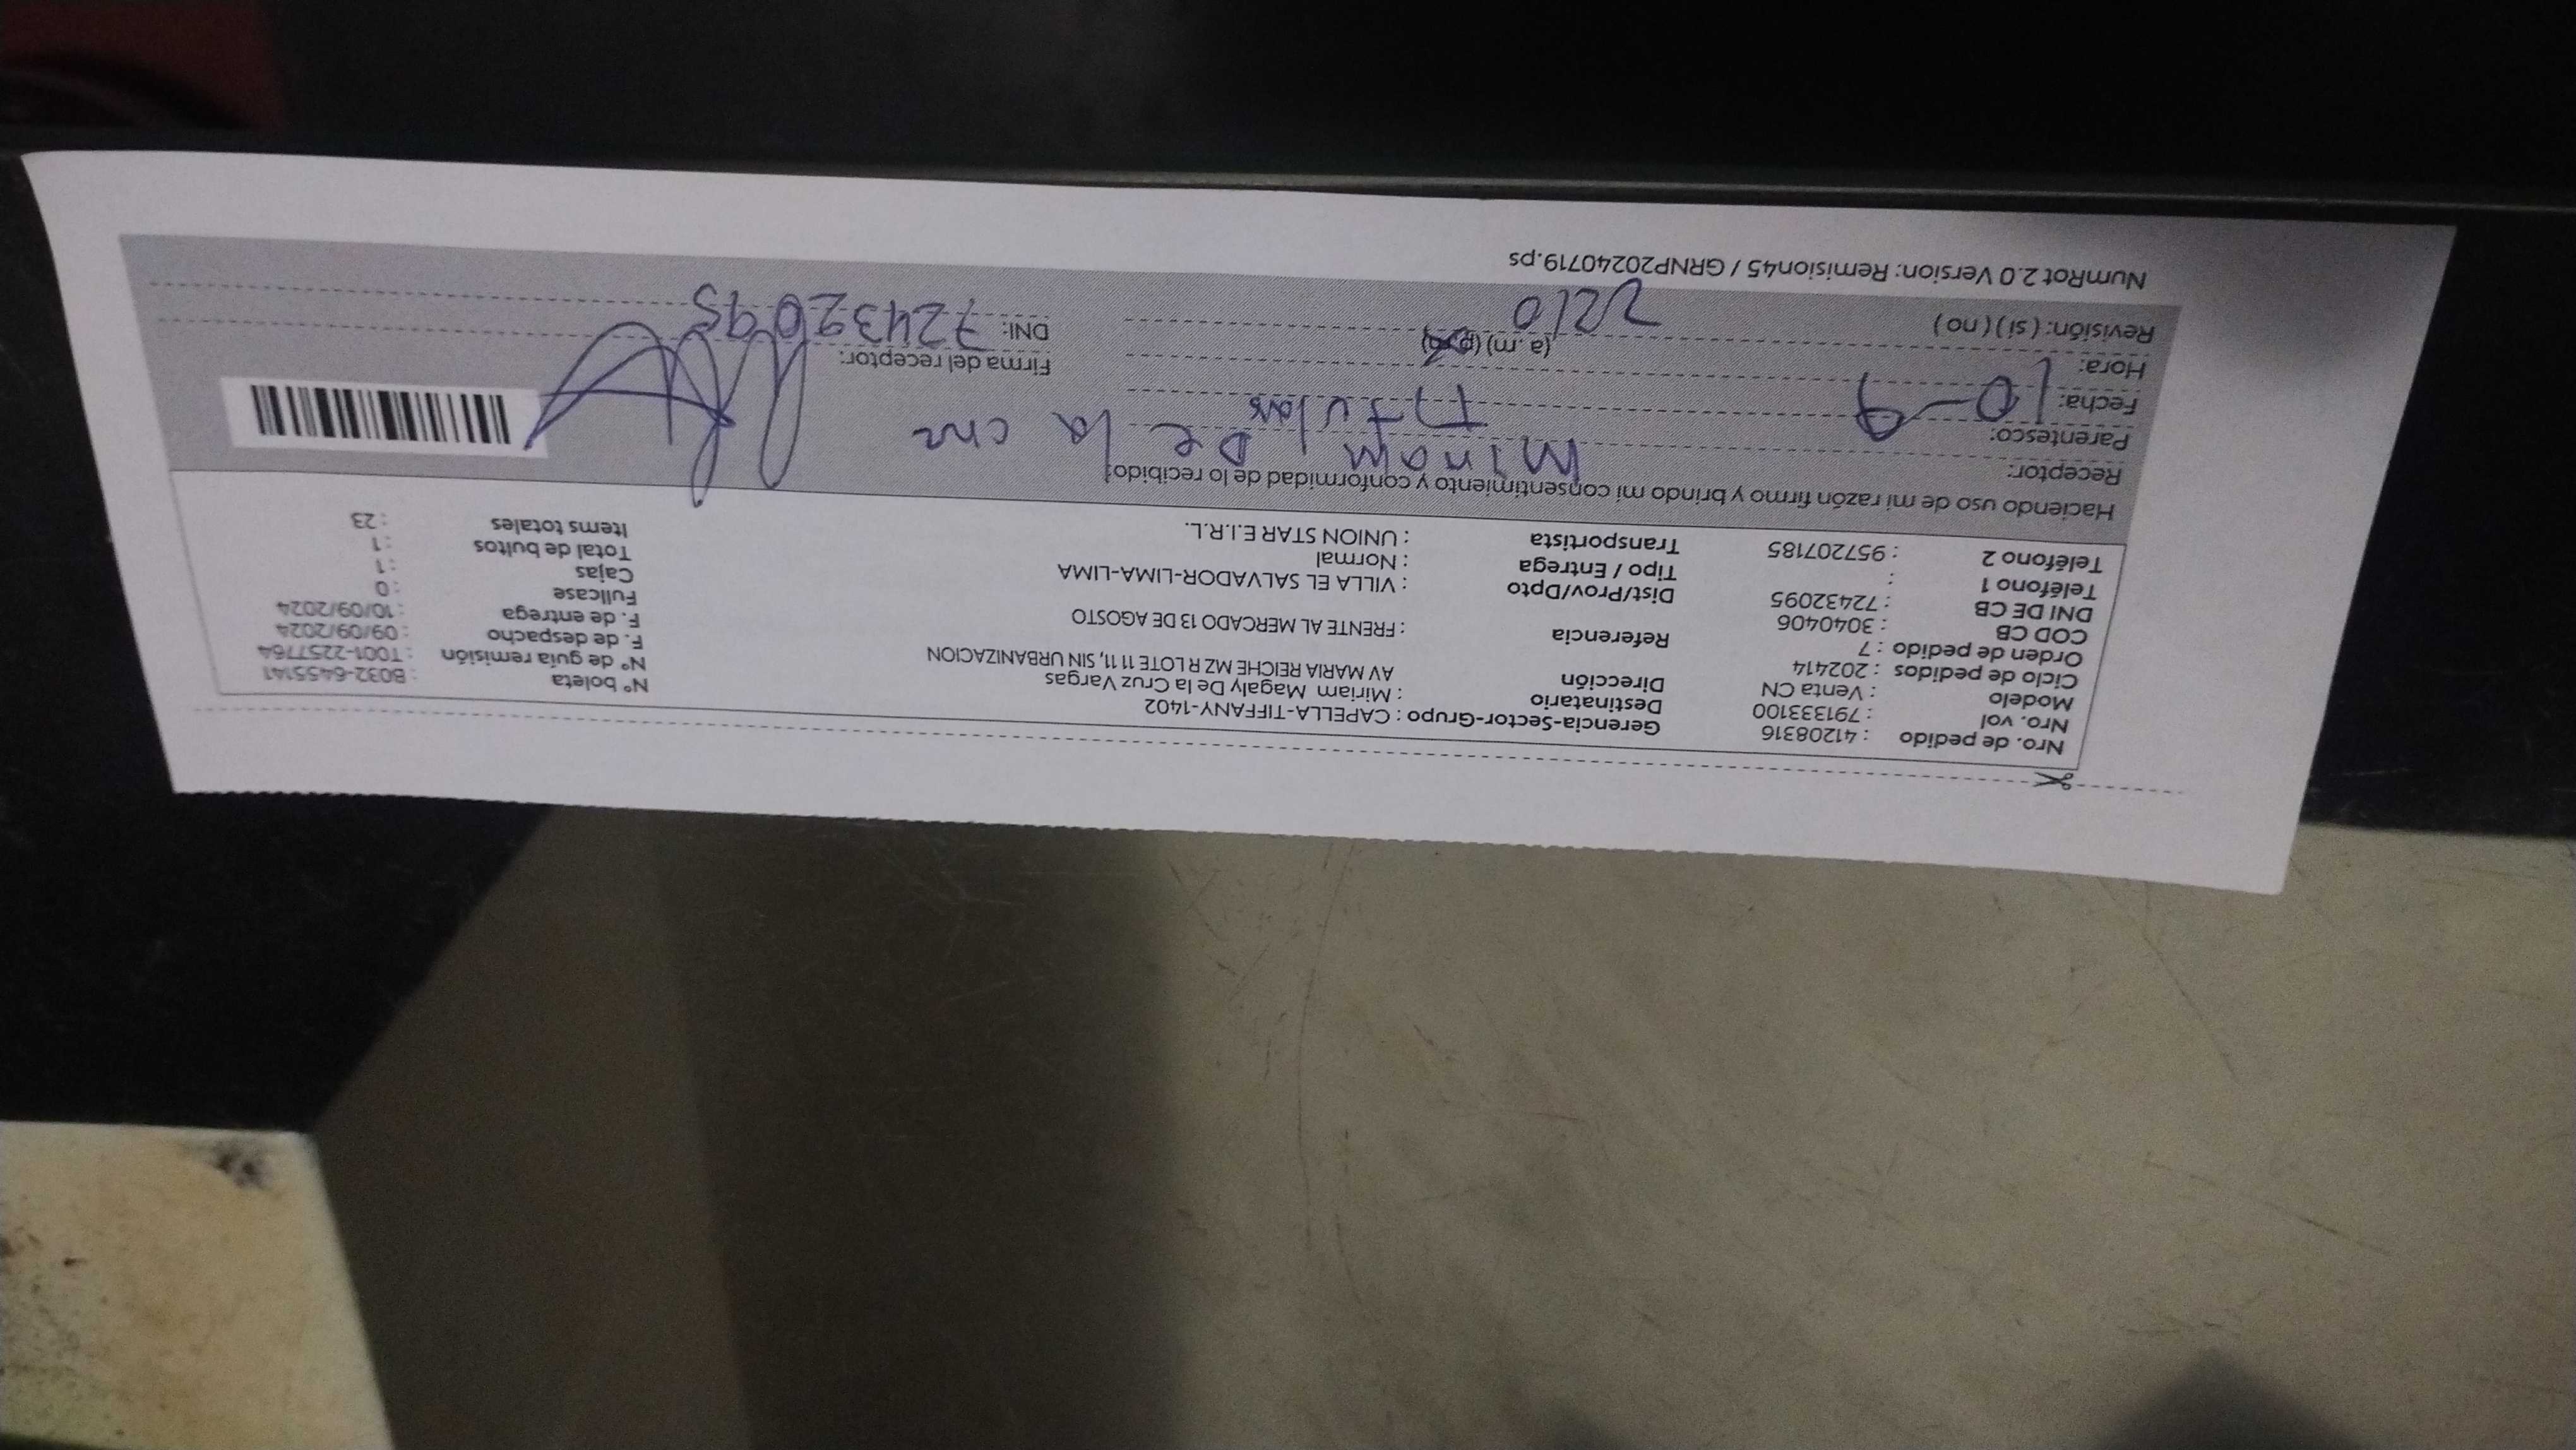 Nro. de pedido : 41208316
Nro. vol : 791333100
Modelo : Venta CN
Ciclo de pedidos : 202414
Orden de pedido : 7
COD CB : 3040406
DNI DE CB : 72432095
Teléfono 1 :
Teléfono 2 : 957207185
Gerencia-Sector-Grupo : CAPELLA-TIFFANY-1402
Destinatario : Miriam Magaly De la Cruz Vargas
Dirección AV MARIA REICHE MZ R LOTE 11 11, SIN URBANIZACION
Referencia : FRENTE AL MERCADO 13 DE AGOSTO
Dist/Prov/Dpto : VILLA EL SALVADOR-LIMA-LIMA
Tipo / Entrega : Normal
Transportista : UNION STAR E.I.R.L.
N° boleta : B032-6455141
N° de guía remisión : T001-2257764
F. de despacho : 09/09/2024
F. de entrega : 10/09/2024
Fullcase : 0
Cajas : 1
Total de bultos : 1
Items totales : 23
Haciendo uso de mi razón firmo y brindo mi consentimiento y conformidad de lo recibido:
Receptor: Miriam De la Cruz
Parentesco: Titular
Fecha: 10-9
Hora: 2210 (a.m) (p.m)
Revisión: ( si ) ( no )
Firma del receptor:
DNI: 72432095
NumRot 2.0 Version: Remision45 / GRNP20240719.ps